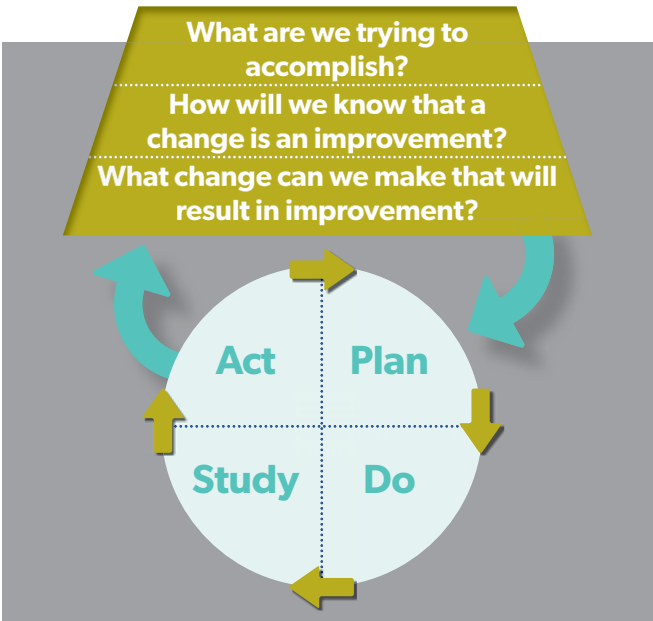 What are we trying to
accomplish?
How will we know that a
change is an improvement?
What change can we make that will
result in improvement?
Act
Plan
Study
Do